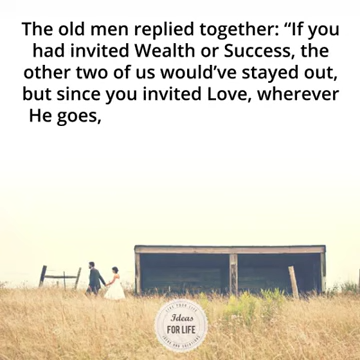 The old men replied together: “If you
had invited Wealth or Success, the
other two of us would’ve stayed out,
but since you invited Love, wherever
He goes,
Ideas
FOR LIFE